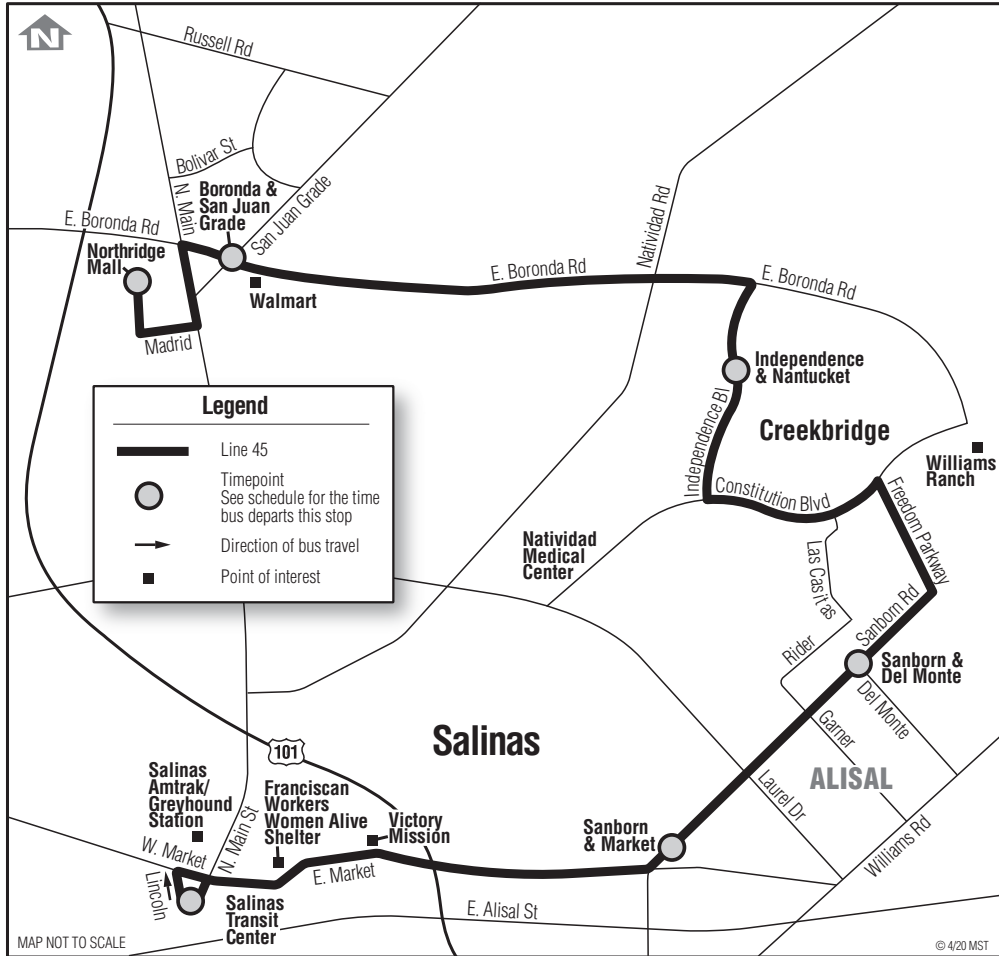 N
Russell Rd
Bolivar St
N. Main
Boronda &
San Juan
Grade
San Juan Grade
E. Boronda Rd
Northridge
Mall
Walmart
Madrid
E. Boronda Rd
Natividad Rd
E. Boronda Rd
Independence
& Nantucket
Independence Bl
Creekbridge
Williams
Ranch
Constitution Blvd
Freedom Parkway
Legend
Line 45
Timepoint
See schedule for the time
bus departs this stop
Direction of bus travel
Point of interest
Natividad
Medical
Center
Las Casitas
Rider
Sanborn Rd
Sanborn &
Del Monte
Del Monte
Garner
ALISAL
Laurel Dr
Williams Rd
Salinas
101
Salinas
Amtrak/
Greyhound
Station
N. Main St
Franciscan
Workers
Women Alive
Shelter
Victory
Mission
Sanborn
& Market
W. Market
Lincoln
E. Market
Salinas
Transit
Center
E. Alisal St
MAP NOT TO SCALE
© 4/20 MST